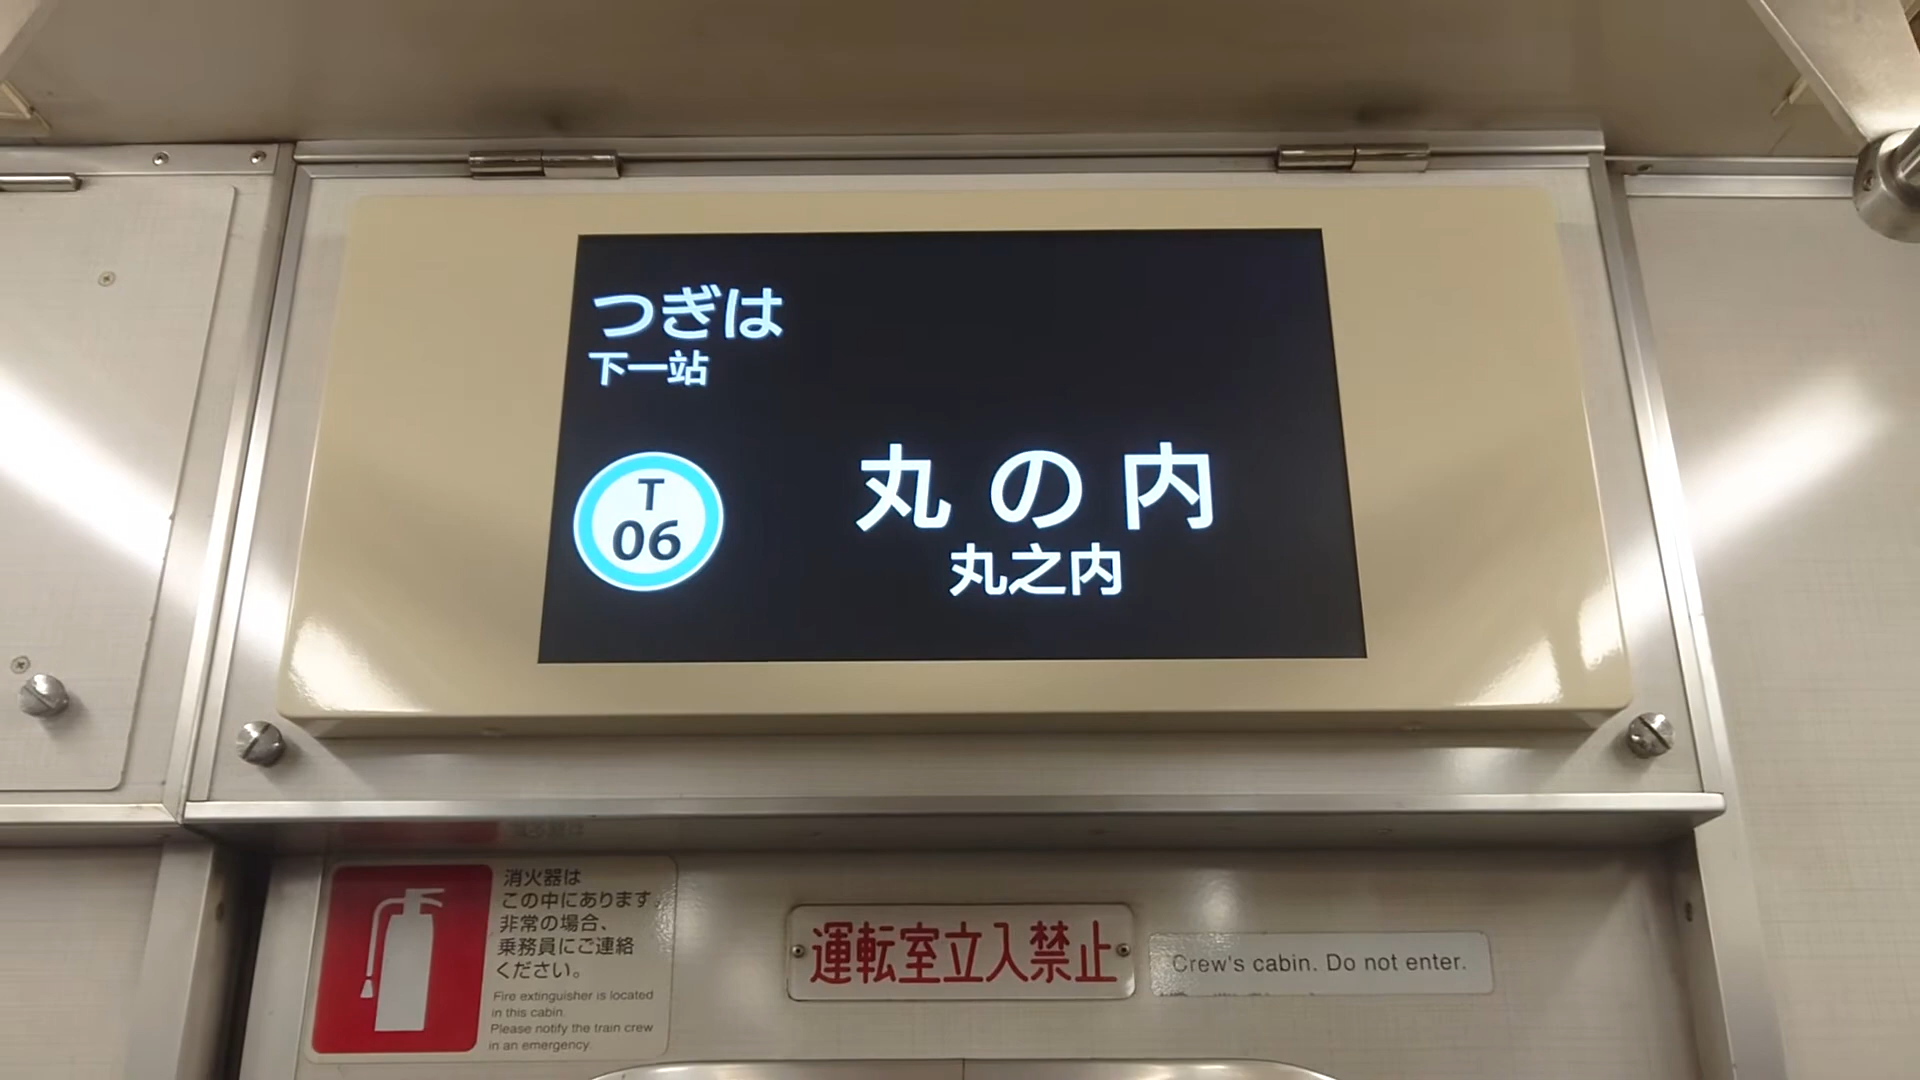 つぎは
下一站
T
06
丸の内
丸之内
消火器は
この中にあります。
非常の場合、
乗務員にご連絡
ください。
Fire extinguisher is located
in this cabin.
Please notify the train crew
in an emergency.
運転室立入禁止
Crew's cabin. Do not enter.